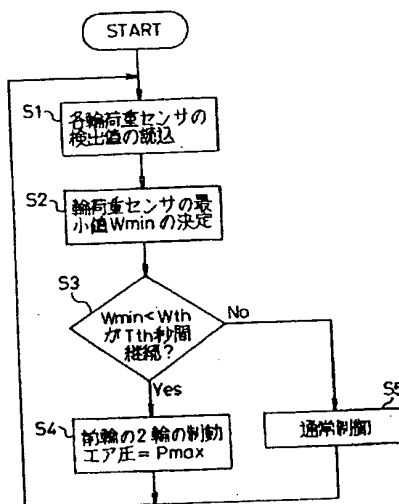 START
S1
各輪荷重センサの
検出値の読込
S2
輪荷重センサの最
小値Wminの決定
S3
Wmin<Wth
がTth秒間
継続?
No
Yes
S4
前輪の2輪の制動
エア圧=Pmax
S5
通常制御